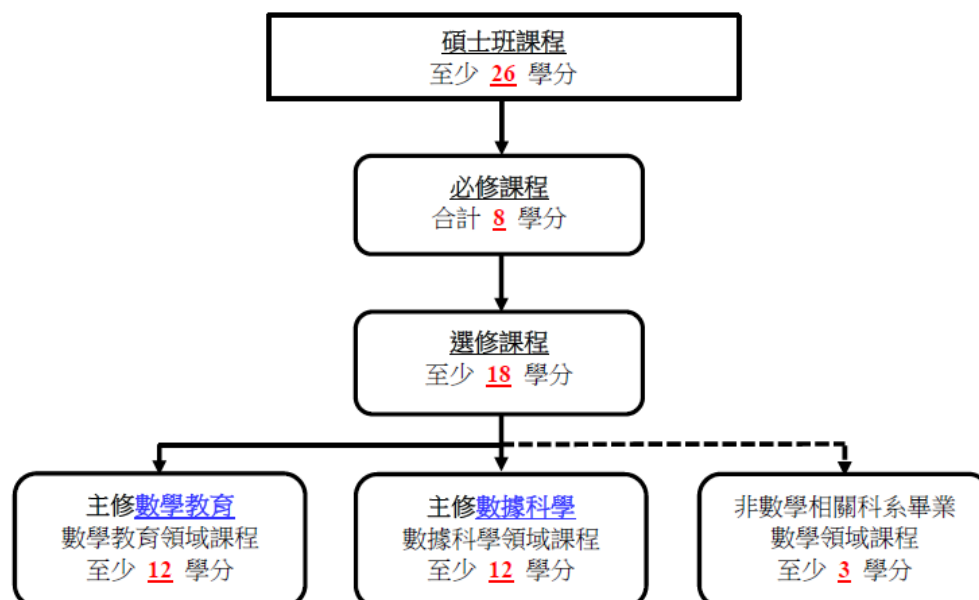 碩士班課程
至少 26 學分
必修課程
合計 8 學分
選修課程
至少 18 學分
主修數學教育
數學教育領域課程
至少 12 學分
主修數據科學
數據科學領域課程
至少 12 學分
非數學相關科系畢業
數學領域課程
至少 3 學分